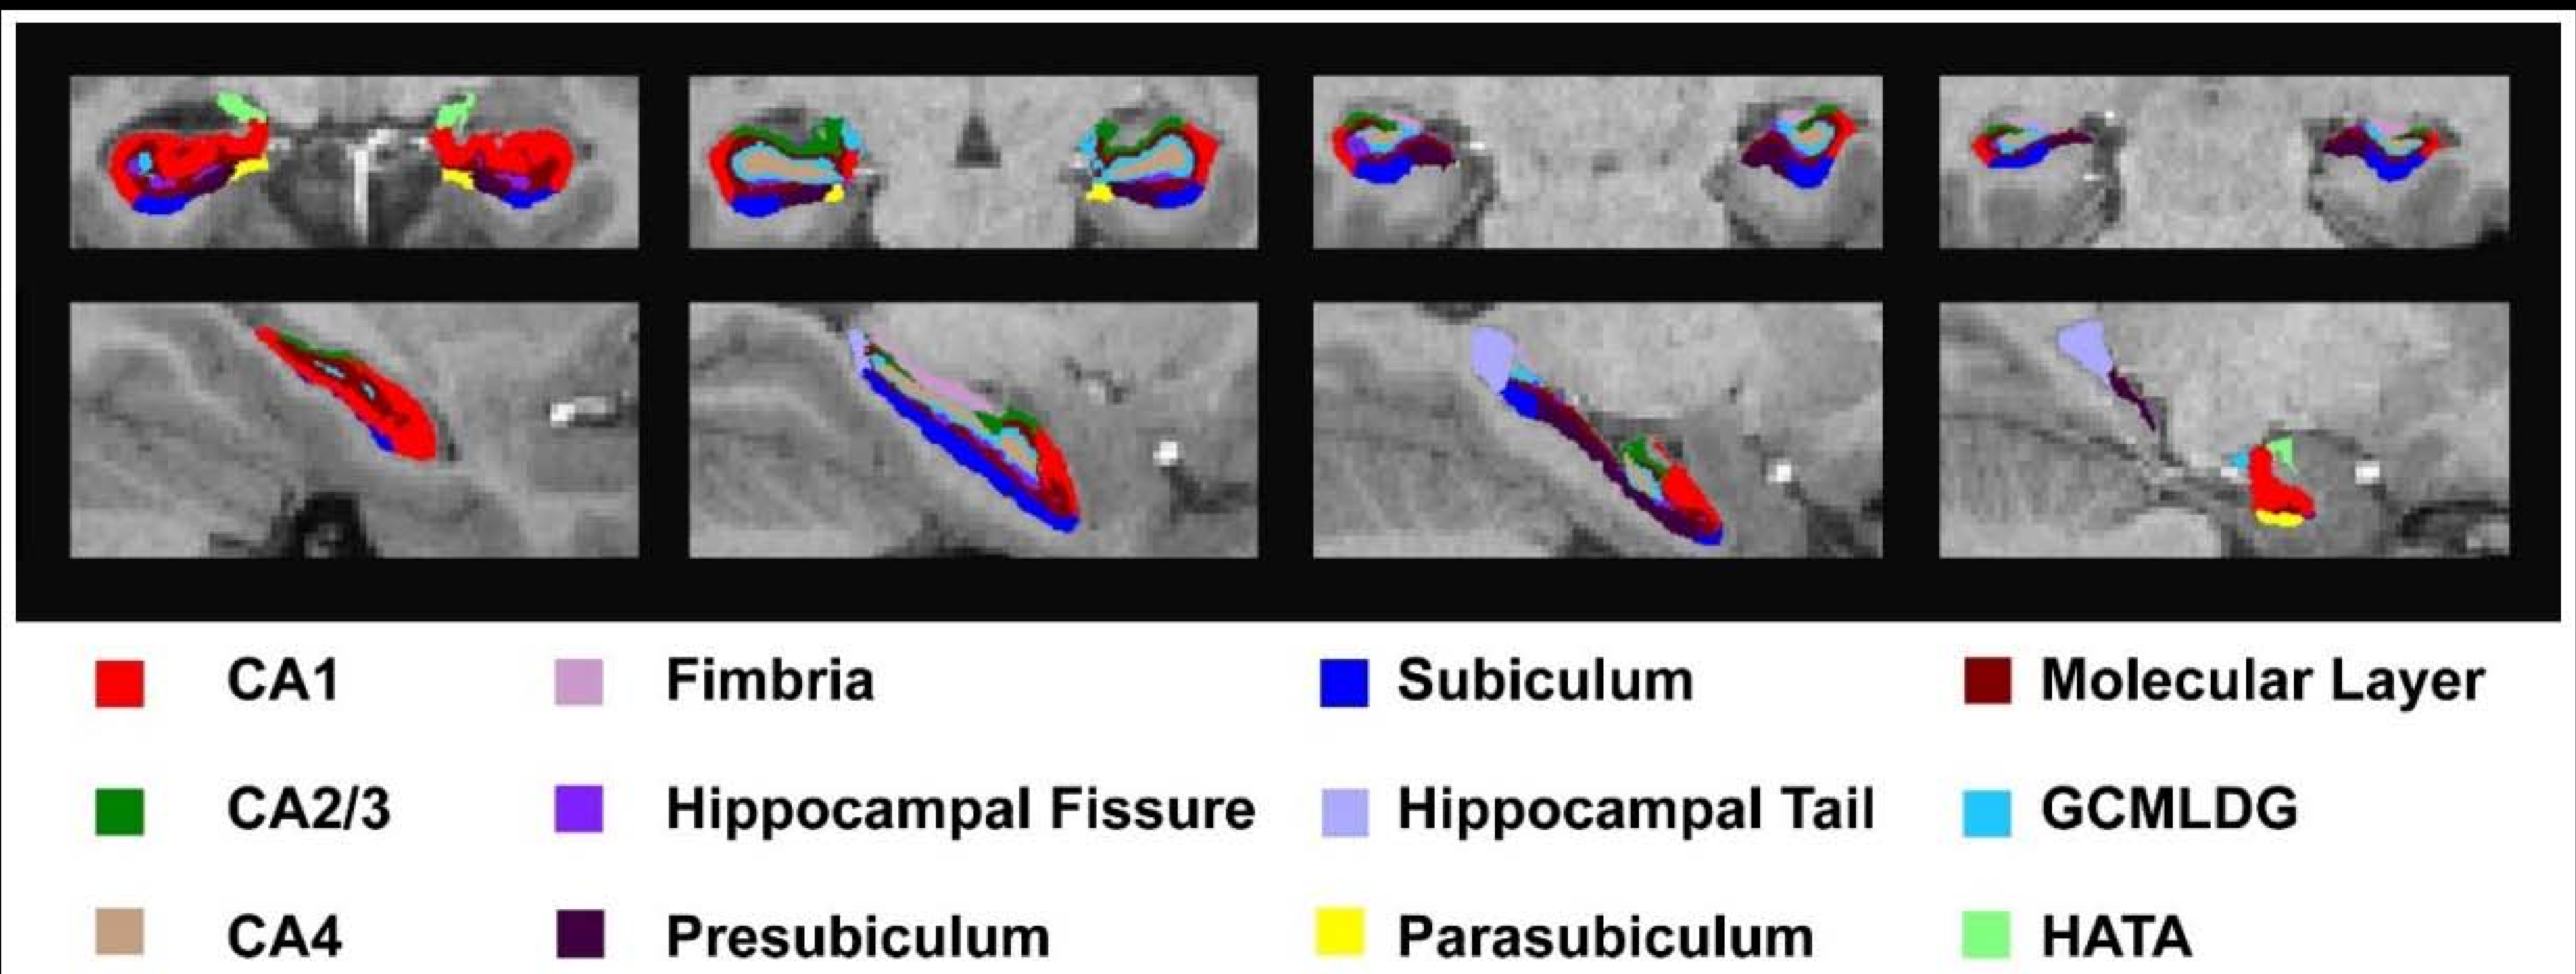 CA1 Fimbria Subiculum Molecular Layer
CA2/3 Hippocampal Fissure Hippocampal Tail GCMLDG
CA4 Presubiculum Parasubiculum HATA